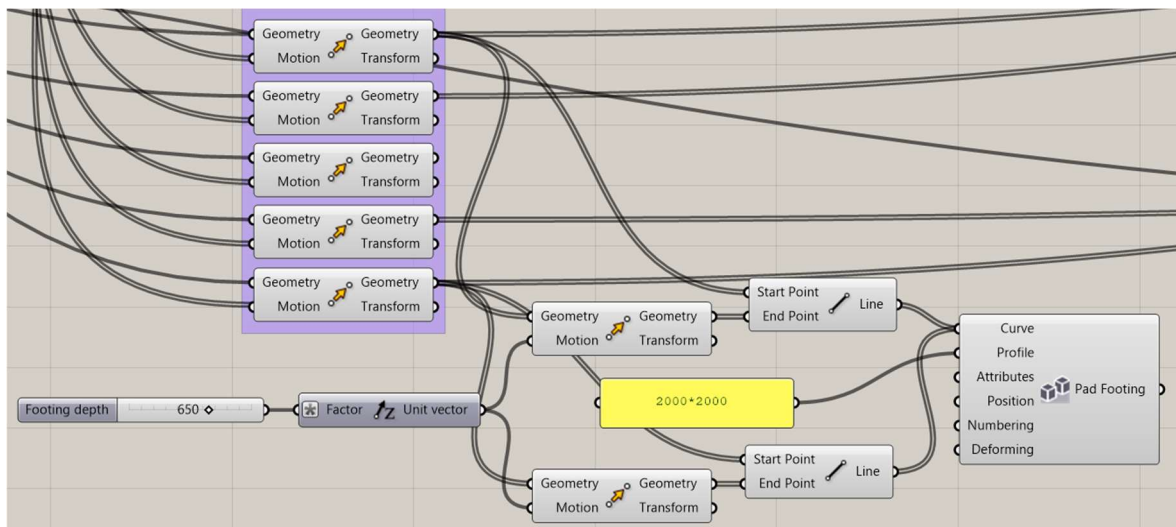 Geometry Geometry
Motion Transform
Geometry Geometry
Motion Transform
Geometry Geometry
Motion Transform
Geometry Geometry
Motion Transform
Geometry Geometry
Motion Transform
Start Point
End Point
Line
Geometry Geometry
Motion Transform
Curve
Profile
Attributes
Position
Numbering
Deforming
Pad Footing
Footing depth 650
Factor Z Unit vector
2000*2000
Start Point
End Point
Line
Geometry Geometry
Motion Transform